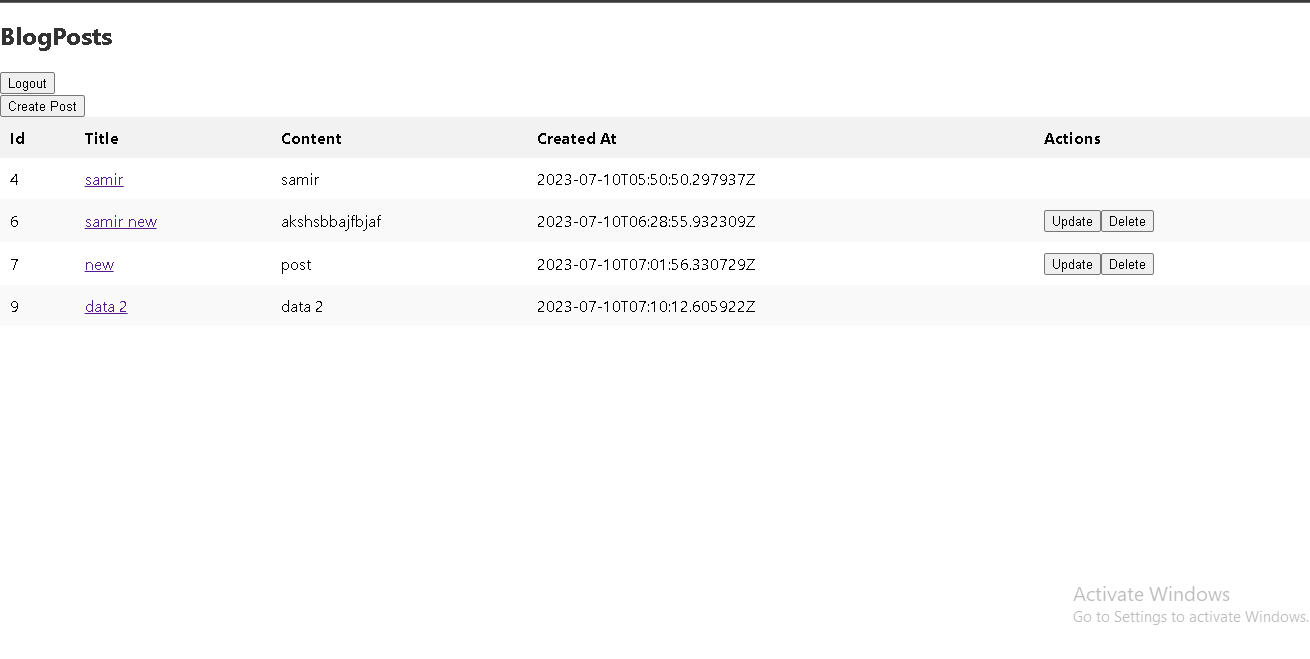 BlogPosts
Logout
Create Post
Id Title Content Created At Actions
4 samir samir 2023-07-10T05:50:50.297937Z
6 samir new akshsbbajfbjaf 2023-07-10T06:28:55.932309Z Update Delete
7 new post 2023-07-10T07:01:56.330729Z Update Delete
9 data 2 data 2 2023-07-10T07:10:12.605922Z
Activate Windows
Go to Settings to activate Windows.